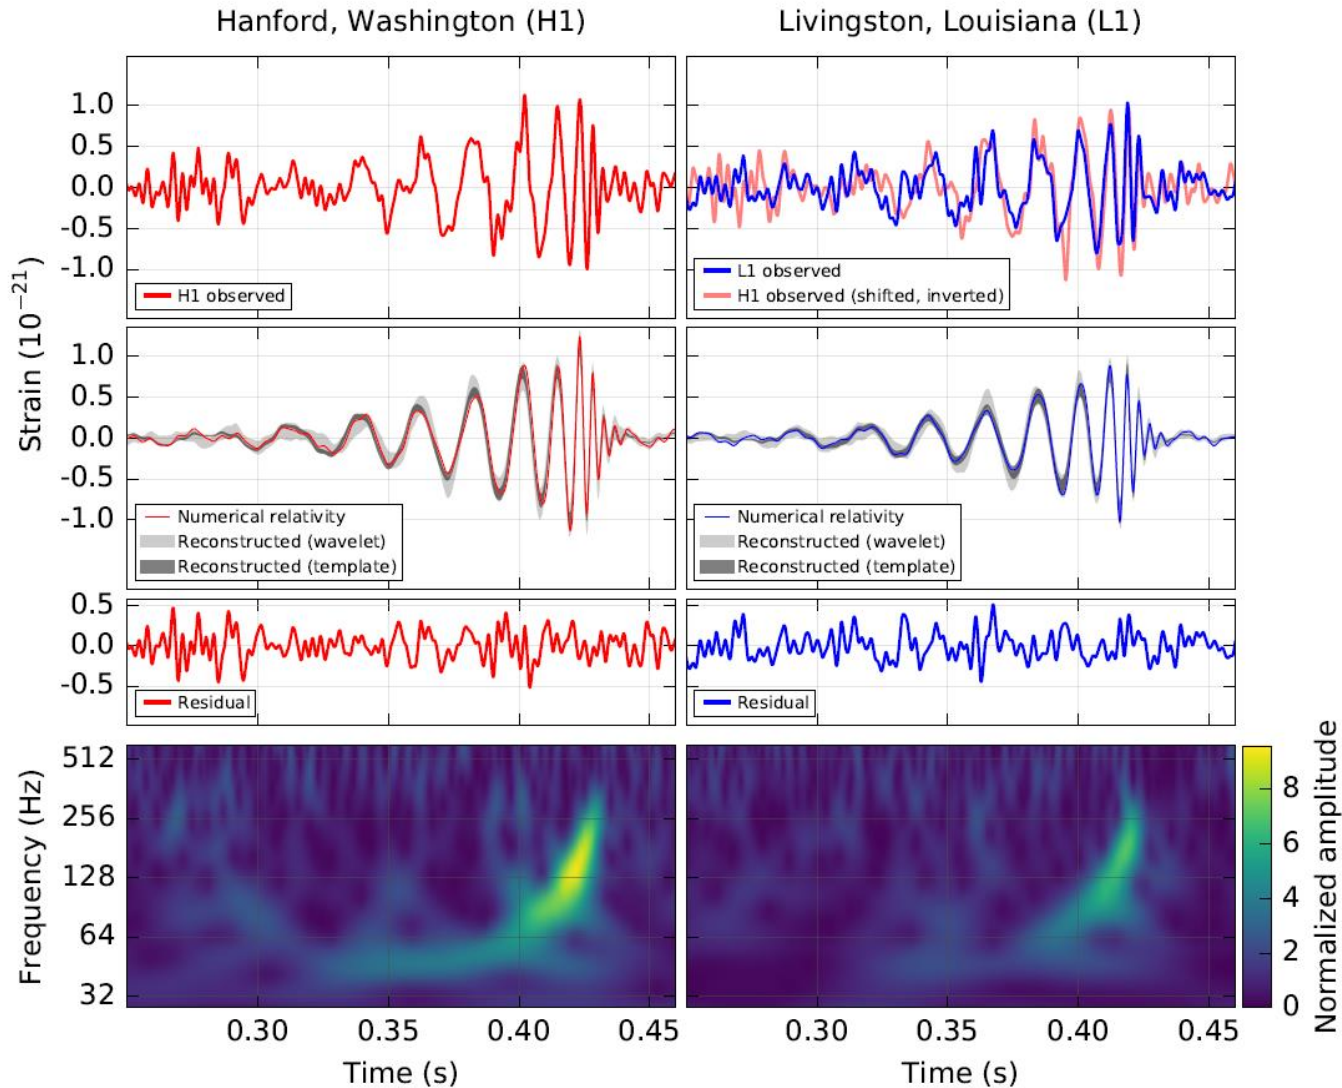 Hanford, Washington (H1)
Livingston, Louisiana (L1)
Strain (10⁻²¹)
1.0
0.5
0.0
-0.5
-1.0
H1 observed
L1 observed
H1 observed (shifted, inverted)
1.0
0.5
0.0
-0.5
-1.0
Numerical relativity
Reconstructed (wavelet)
Reconstructed (template)
Numerical relativity
Reconstructed (wavelet)
Reconstructed (template)
0.5
0.0
-0.5
Residual
Residual
Frequency (Hz)
512
256
128
64
32
Normalized amplitude
8
6
4
2
0
0.30 0.35 0.40 0.45
0.30 0.35 0.40 0.45
Time (s)
Time (s)